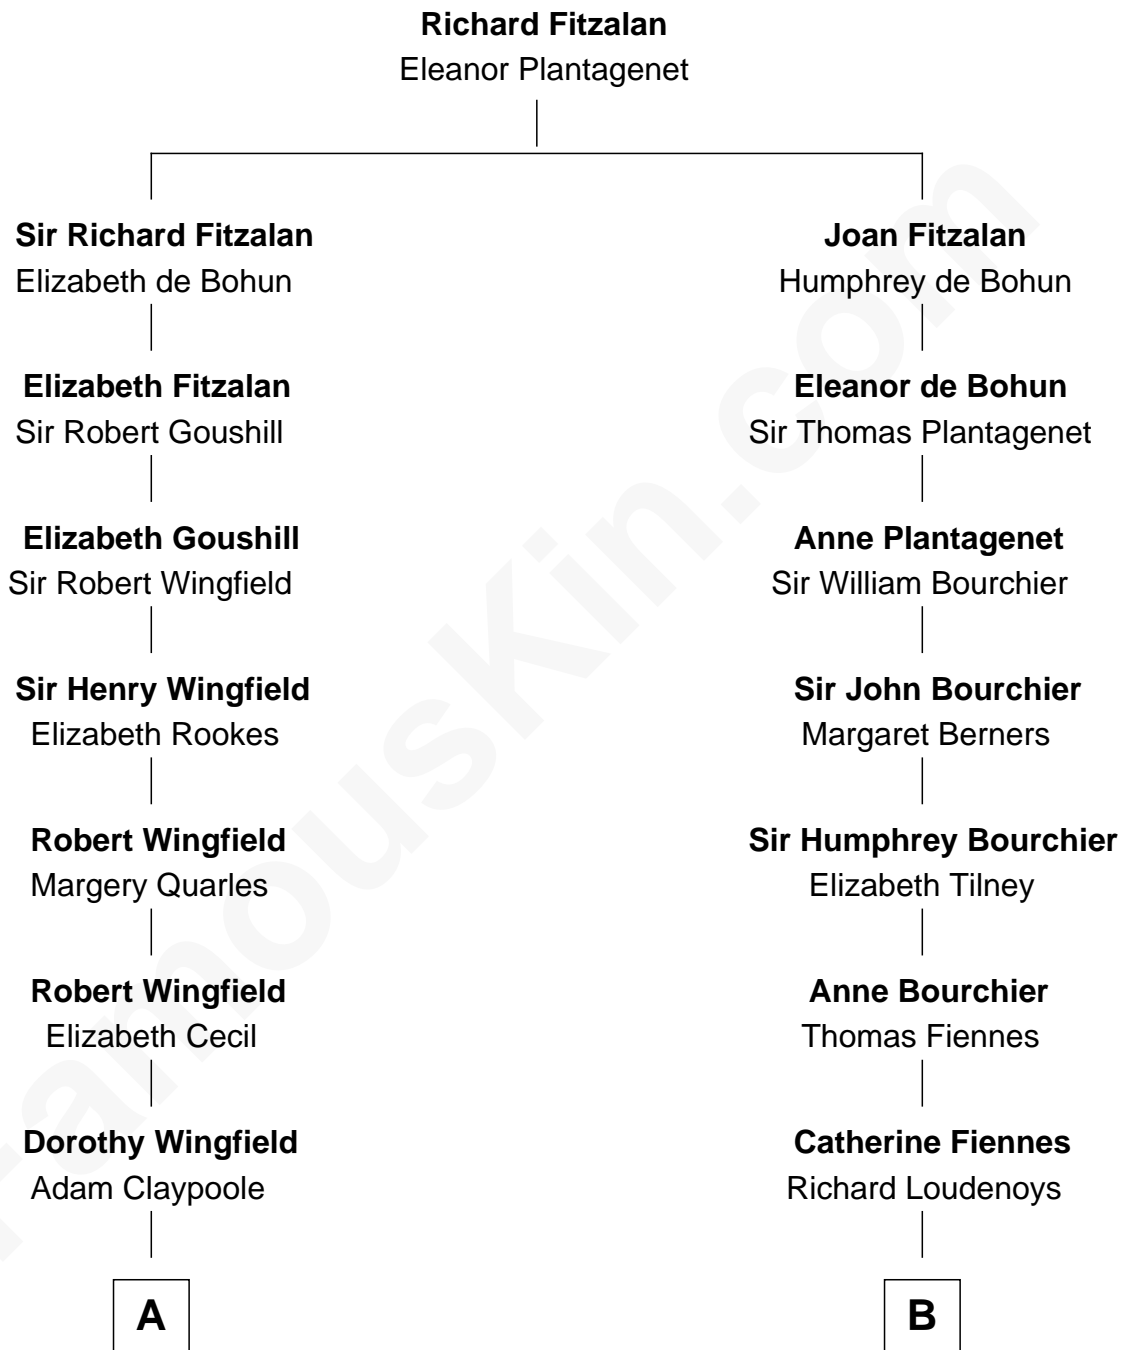 Richard Fitzalan
Eleanor Plantagenet
Sir Richard Fitzalan
Elizabeth de Bohun
Joan Fitzalan
Humphrey de Bohun
Elizabeth Fitzalan
Sir Robert Goushill
Eleanor de Bohun
Sir Thomas Plantagenet
Elizabeth Goushill
Sir Robert Wingfield
Anne Plantagenet
Sir William Bourchier
Sir Henry Wingfield
Elizabeth Rookes
Sir John Bourchier
Margaret Berners
Robert Wingfield
Margery Quarles
Sir Humphrey Bourchier
Elizabeth Tilney
Robert Wingfield
Elizabeth Cecil
Anne Bourchier
Thomas Fiennes
Dorothy Wingfield
Adam Claypoole
Catherine Fiennes
Richard Loudenoys
A
B
FamousKin.com